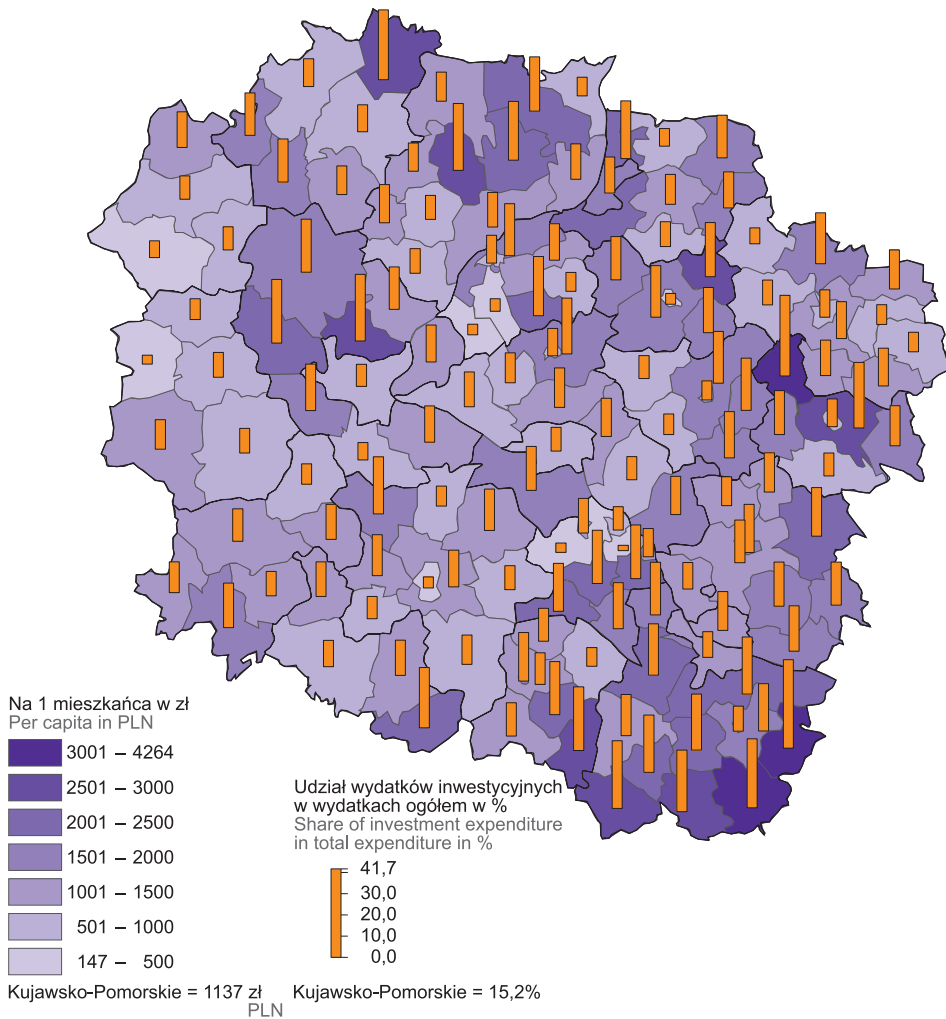 Na 1 mieszkańca w zł
Per capita in PLN
3001 – 4264
2501 – 3000
2001 – 2500
1501 – 2000
1001 – 1500
501 – 1000
147 – 500
Kujawsko-Pomorskie = 1137 zł
PLN
Udział wydatków inwestycyjnych
w wydatkach ogółem w %
Share of investment expenditure
in total expenditure in %
41,7
30,0
20,0
10,0
0,0
Kujawsko-Pomorskie = 15,2%